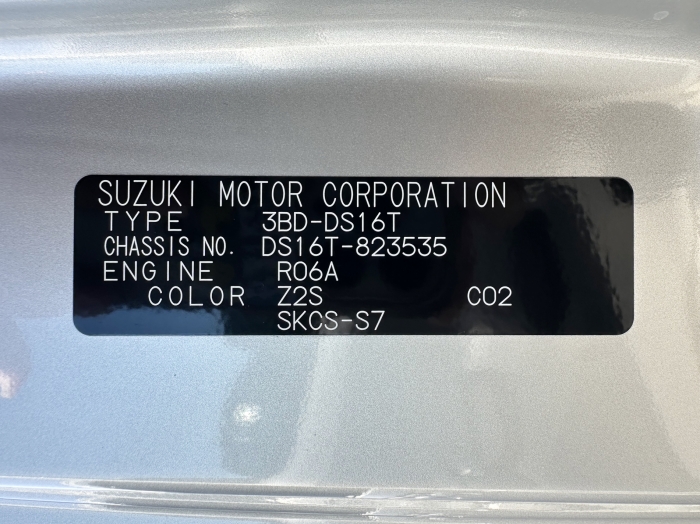 SUZUKI MOTOR CORPORATION
TYPE 3BD-DS16T
CHASSIS NO. DS16T-823535
ENGINE R06A
COLOR Z2S C02
SKCS-S7